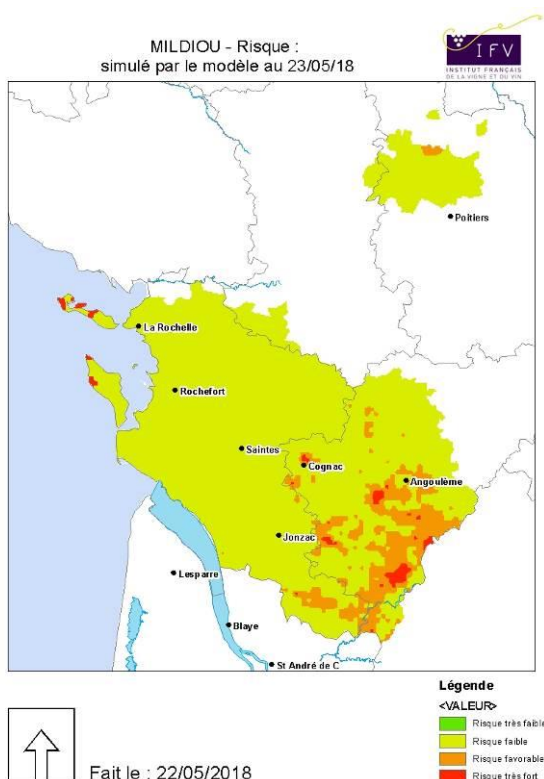 MILDIOU - Risque :
simulé par le modèle au 23/05/18
IFV
INSTITUT FRANÇAIS
DE LA VIGNE ET DU VIN
Poitiers
La Rochelle
Rochefort
Saintes
Cognac
Angoulème
Jonzac
Lesparre
Blaye
St André de C
Légende
<VALEUR>
Risque très faible
Risque faible
Risque favorable
Risque très fort
Fait le : 22/05/2018